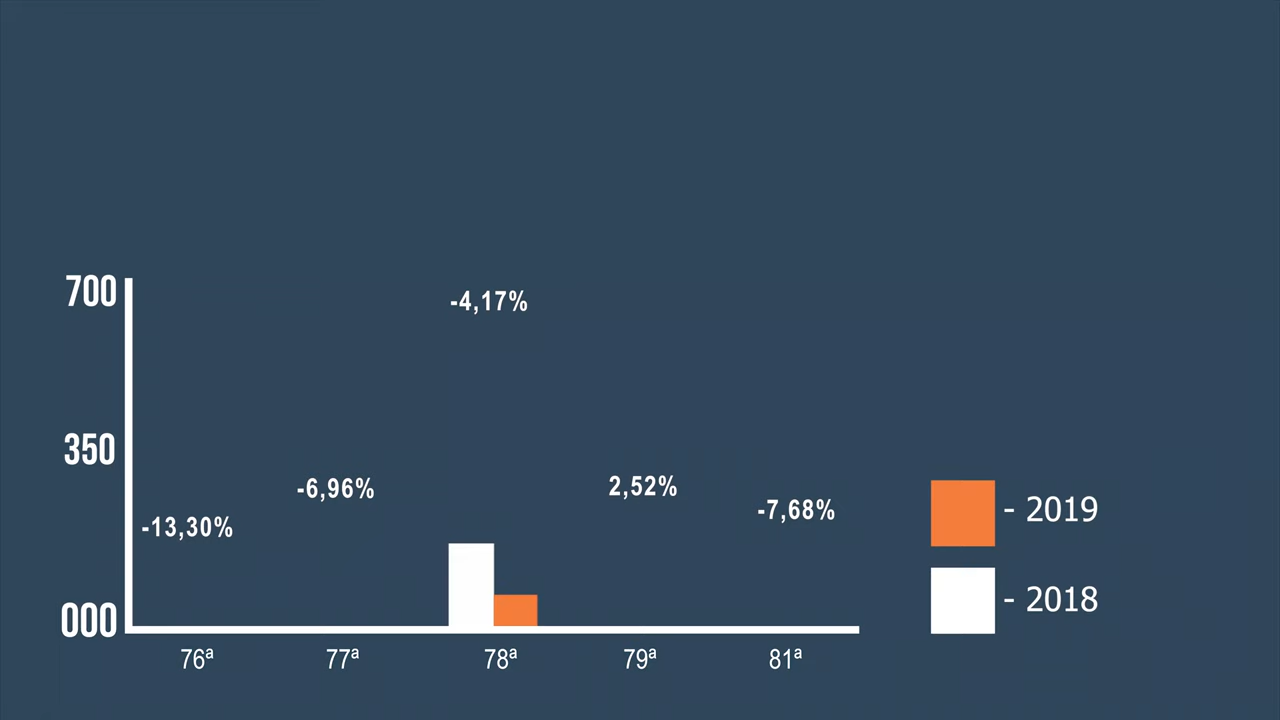 700
-4,17%
350
-6,96%
2,52%
-13,30%
-7,68%
- 2019
- 2018
000
76ª
77ª
78ª
79ª
81ª